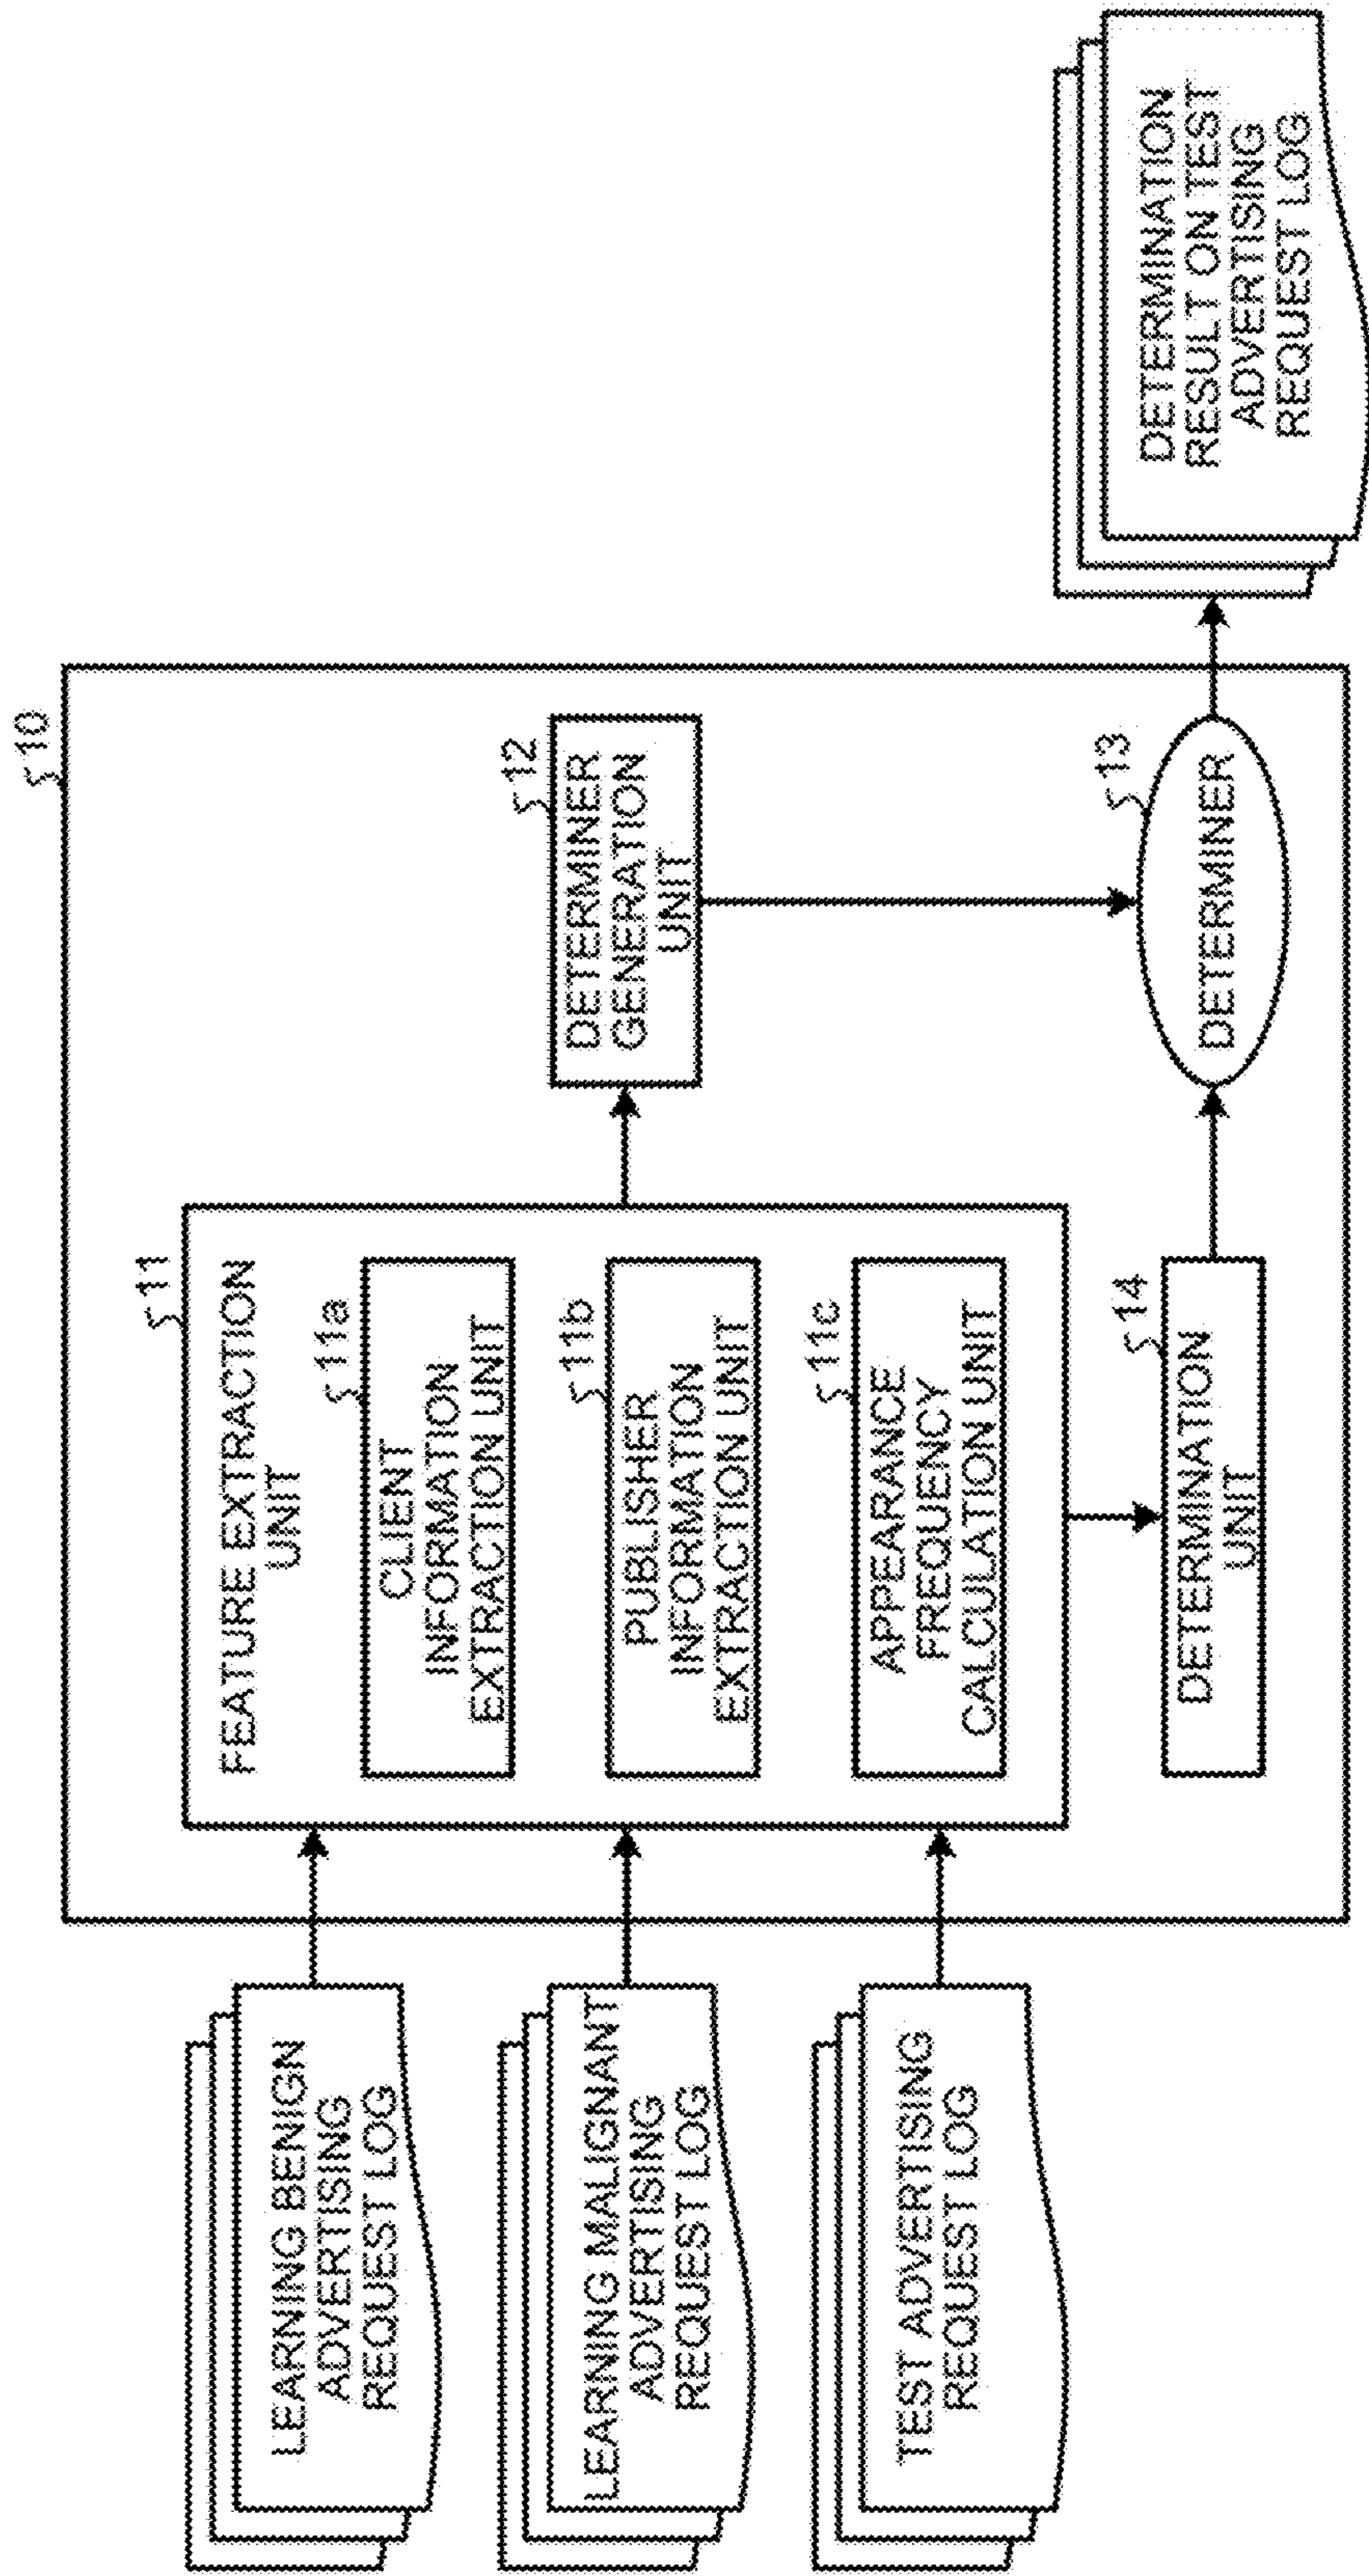 10
11
FEATURE EXTRACTION
UNIT
11a
CLIENT
INFORMATION
EXTRACTION UNIT
11b
PUBLISHER
INFORMATION
EXTRACTION UNIT
11c
APPEARANCE
FREQUENCY
CALCULATION UNIT
12
DETERMINER
GENERATION
UNIT
13
DETERMINER
14
DETERMINATION
UNIT
LEARNING BENIGN
ADVERTISING
REQUEST LOG
LEARNING MALIGNANT
ADVERTISING
REQUEST LOG
TEST ADVERTISING
REQUEST LOG
DETERMINATION
RESULT ON TEST
ADVERTISING
REQUEST LOG